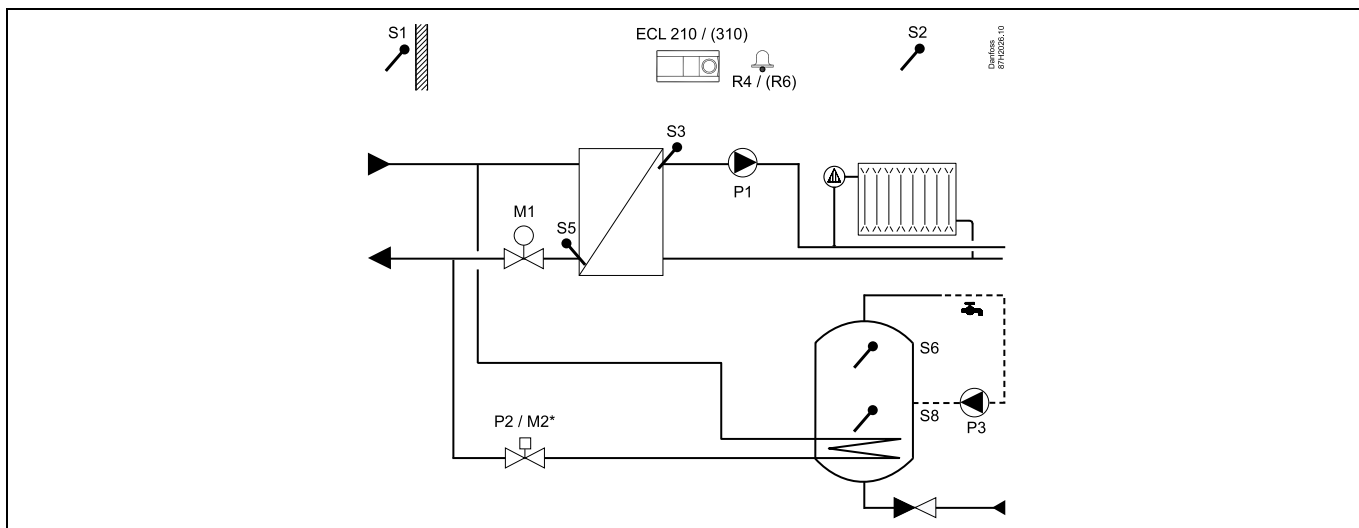 S1
ECL 210 / (310)
S2
Danfoss
87H2026.10
R4 / (R6)
S3
P1
M1
S5
S6
S8
P3
P2 / M2*